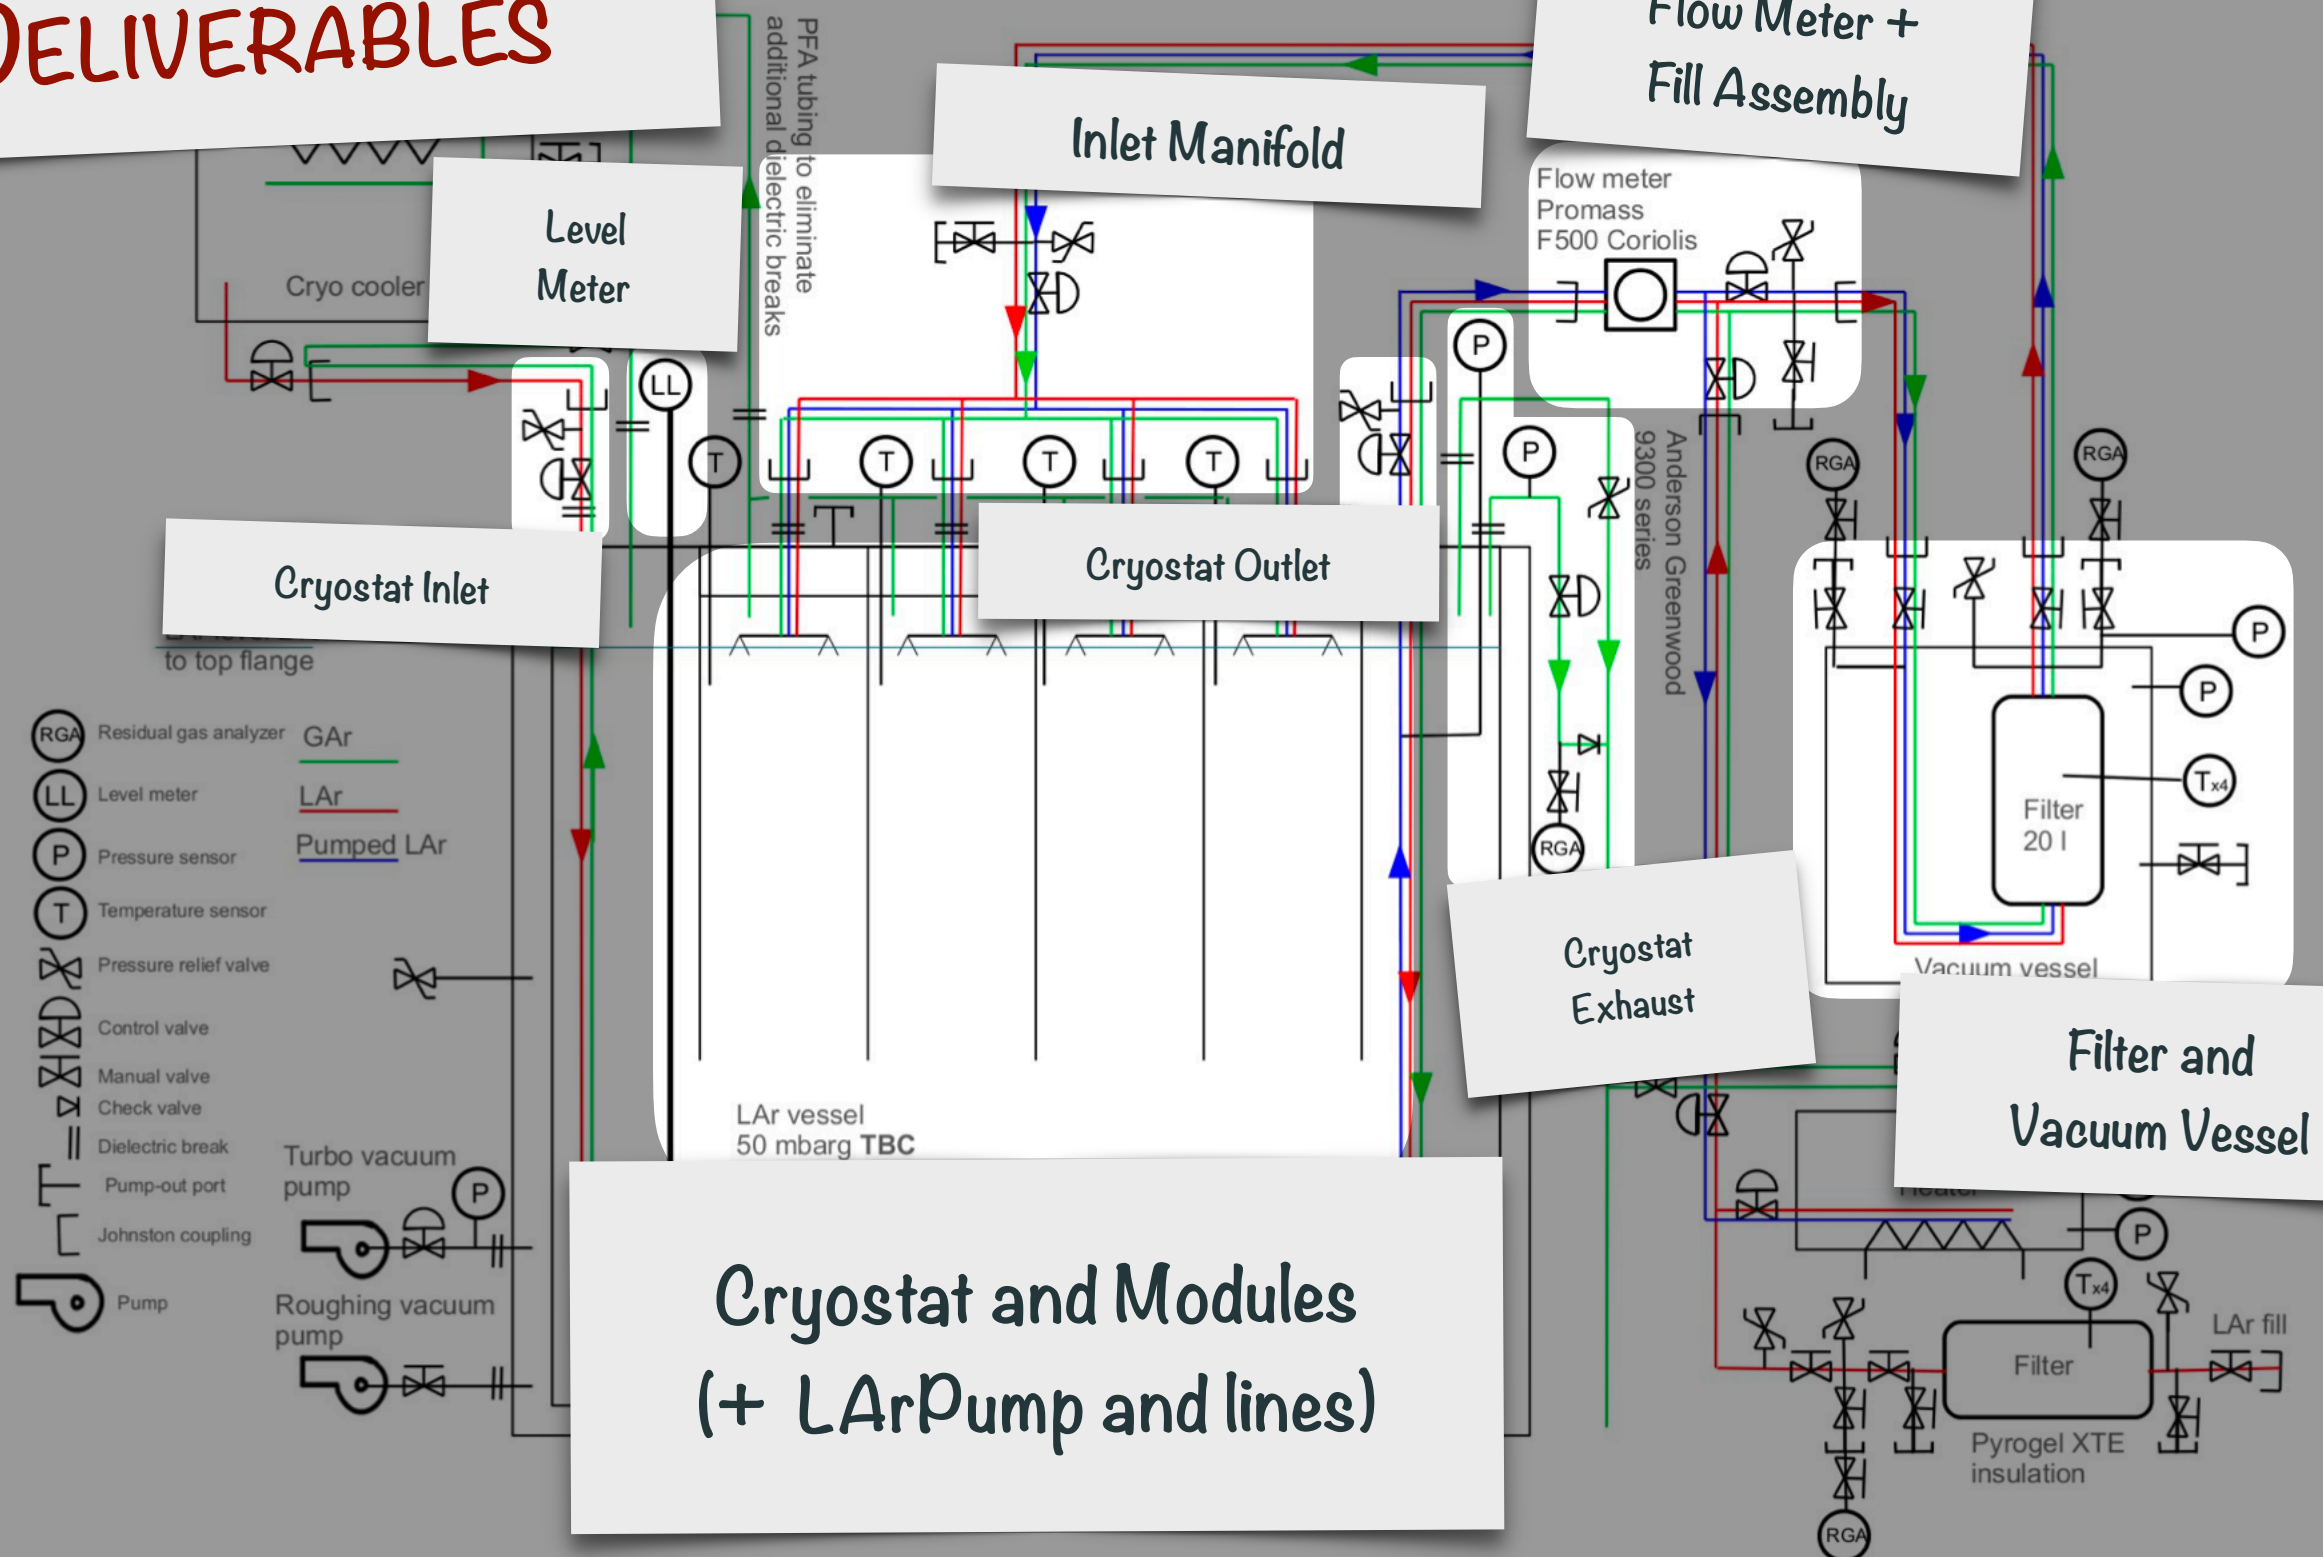 DELIVERABLES
Flow Meter +
Fill Assembly
PFA tubing to eliminate
additional dielectric breaks
Inlet Manifold
Level
Meter
Flow meter
Promass
F500 Coriolis
Cryo cooler
P
LL
T
T
T
T
P
RGA
RGA
Anderson Greenwood
9300 series
Cryostat Inlet
Cryostat Outlet
to top flange
P
P
Tx4
Filter
20 l
RGA
Vacuum vessel
RGA Residual gas analyzer
LL Level meter
P Pressure sensor
T Temperature sensor
Pressure relief valve
Control valve
Manual valve
Check valve
Dielectric break
Pump-out port
Johnston coupling
Pump
GAr
LAr
Pumped LAr
Turbo vacuum
pump
P
Roughing vacuum
pump
LAr vessel
50 mbarg TBC
Cryostat
Exhaust
Filter and
Vacuum Vessel
Cryostat and Modules
(+ LArPump and lines)
Heater
P
Tx4
LAr fill
Filter
Pyrogel XTE
insulation
RGA